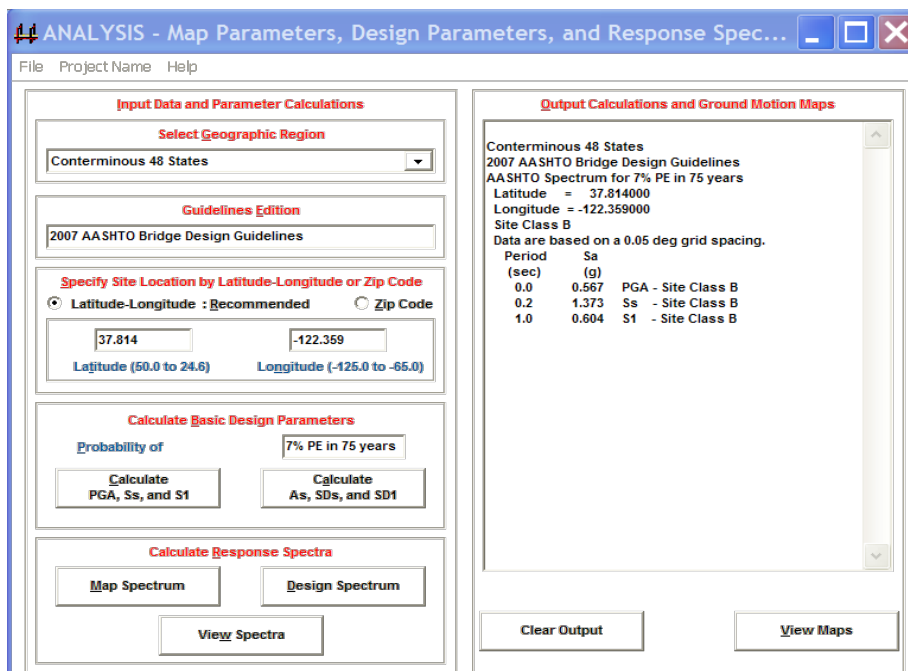 ANALYSIS - Map Parameters, Design Parameters, and Response Spec...
File Project Name Help
Input Data and Parameter Calculations
Select Geographic Region
Conterminous 48 States
Guidelines Edition
2007 AASHTO Bridge Design Guidelines
Specify Site Location by Latitude-Longitude or Zip Code
Latitude-Longitude : Recommended Zip Code
37.814 -122.359
Latitude (50.0 to 24.6) Longitude (-125.0 to -65.0)
Calculate Basic Design Parameters
Probability of 7% PE in 75 years
Calculate
PGA, Ss, and S1
Calculate
As, SDs, and SD1
Calculate Response Spectra
Map Spectrum Design Spectrum
View Spectra
Output Calculations and Ground Motion Maps
Conterminous 48 States
2007 AASHTO Bridge Design Guidelines
AASHTO Spectrum for 7% PE in 75 years
Latitude = 37.814000
Longitude = -122.359000
Site Class B
Data are based on a 0.05 deg grid spacing.
Period Sa
(sec) (g)
0.0 0.567 PGA - Site Class B
0.2 1.373 Ss - Site Class B
1.0 0.604 S1 - Site Class B
Clear Output View Maps